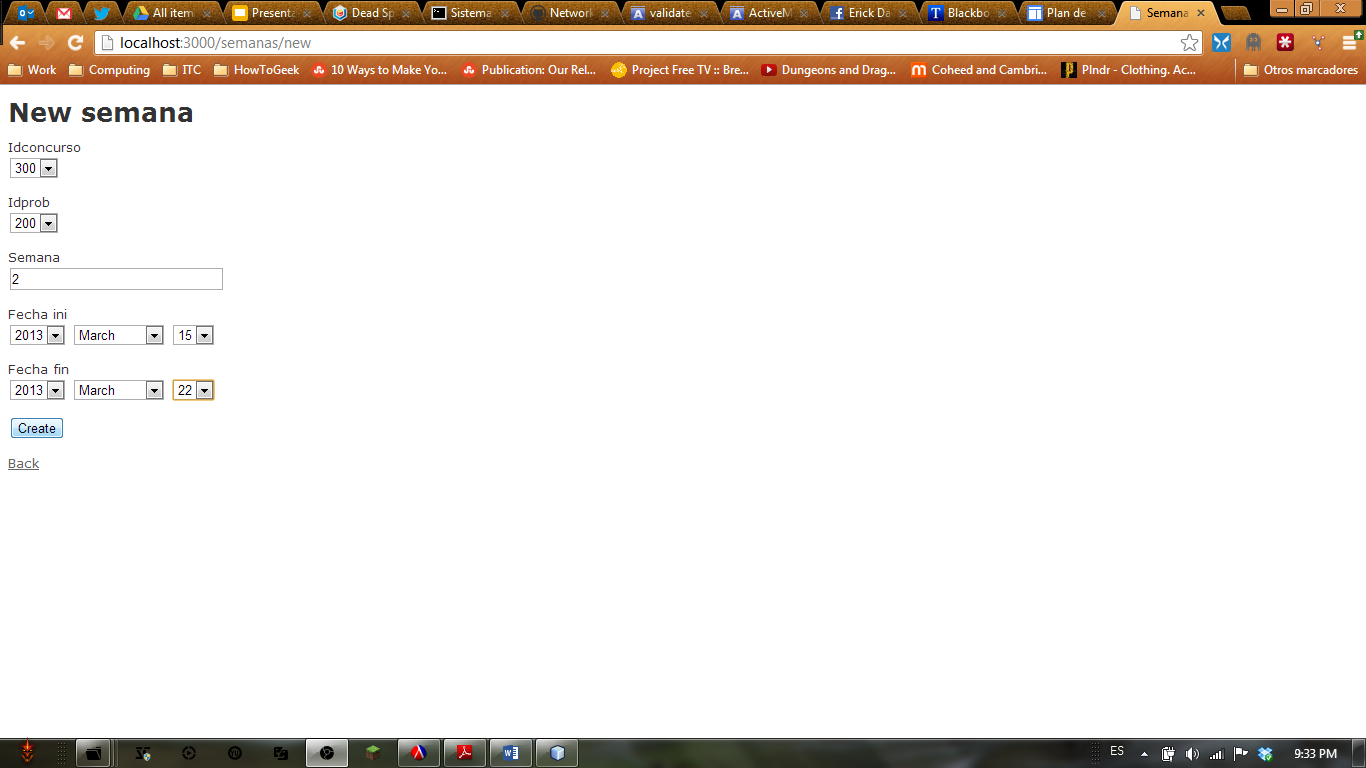 All item
Presenta
Dead Sp
Sistema
Network
validate
ActiveM
Erick Da
Blackbo
Plan de
Semana
localhost:3000/semanas/new
Work
Computing
ITC
HowToGeek
10 Ways to Make Yo...
Publication: Our Rel...
Project Free TV :: Bre...
Dungeons and Drag...
Coheed and Cambri...
Plndr - Clothing. Ac...
Otros marcadores
New semana
Idconcurso
300
Idprob
200
Semana
2
Fecha ini
2013 March 15
Fecha fin
2013 March 22
Create
Back
ES
9:33 PM